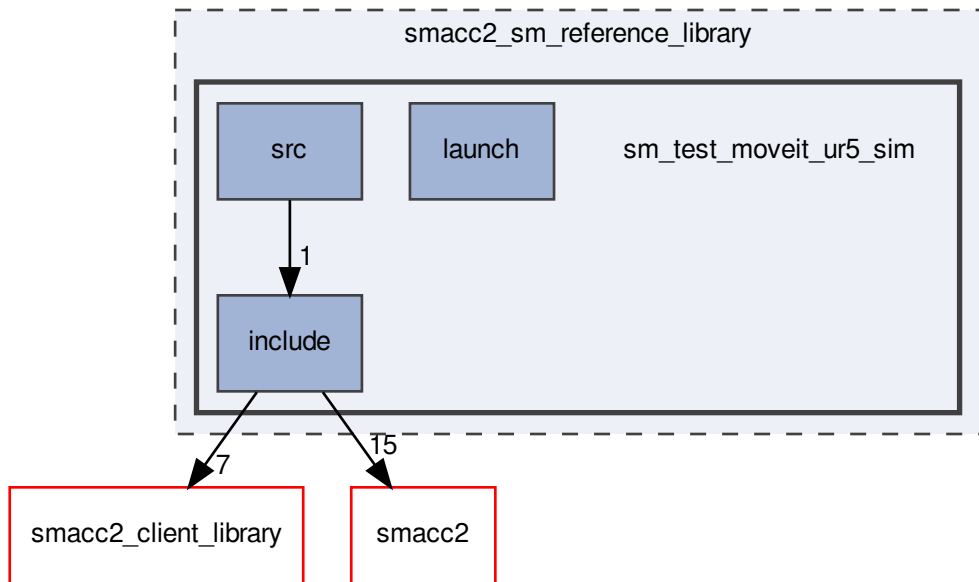 smacc2_sm_reference_library
src
launch
sm_test_moveit_ur5_sim
1
include
7
15
smacc2_client_library
smacc2